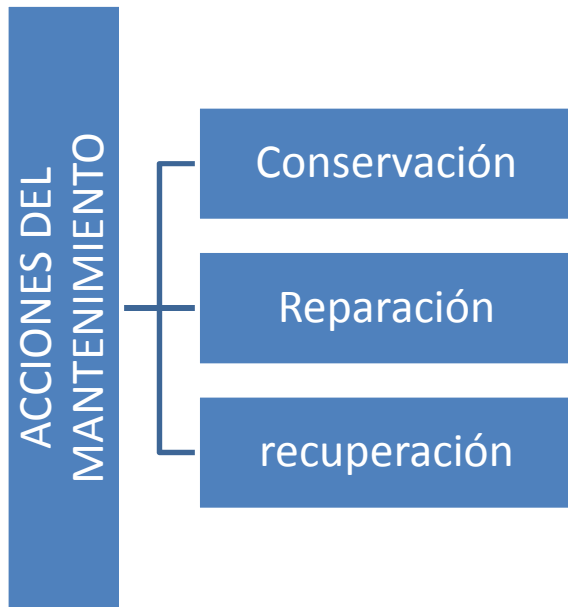 ACCIONES DEL
MANTENIMIENTO
Conservación
Reparación
recuperación